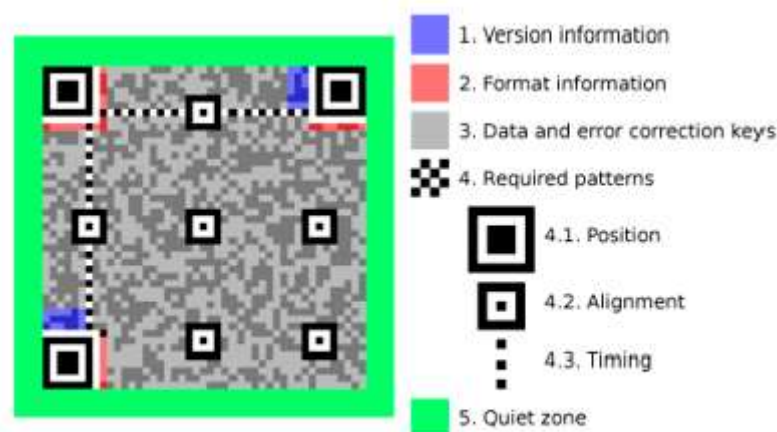 1. Version information
2. Format information
3. Data and error correction keys
4. Required patterns
4.1. Position
4.2. Alignment
4.3. Timing
5. Quiet zone